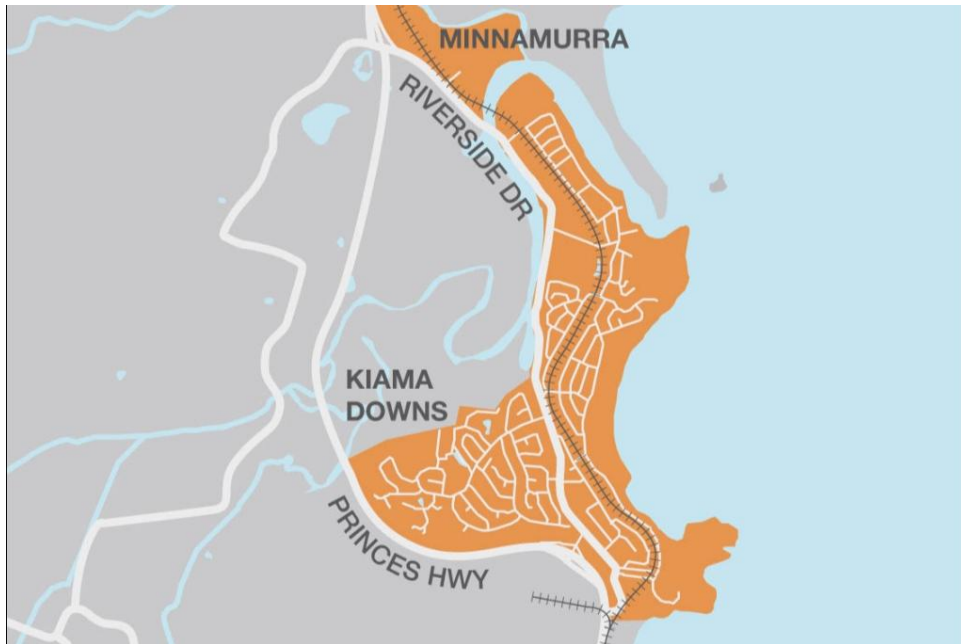 MINNAMURRA
RIVERSIDE DR
KIAMA
DOWNS
PRINCES HWY